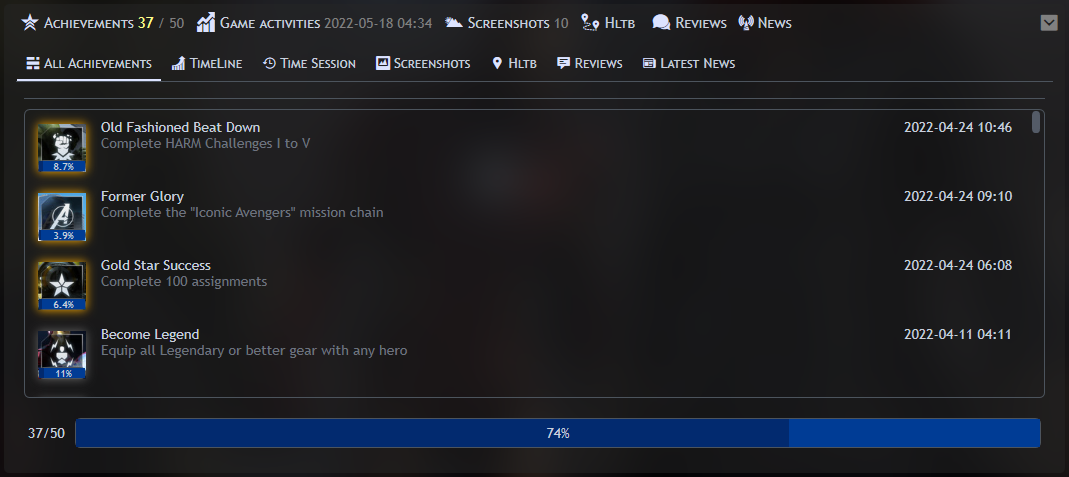 Achievements 37 / 50 Game activities 2022-05-18 04:34 Screenshots 10 Hltb Reviews News
All Achievements TimeLine Time Session Screenshots Hltb Reviews Latest News
Old Fashioned Beat Down 2022-04-24 10:46
Complete HARM Challenges I to V
8.7%
Former Glory 2022-04-24 09:10
Complete the "Iconic Avengers" mission chain
3.9%
Gold Star Success 2022-04-24 06:08
Complete 100 assignments
6.4%
Become Legend 2022-04-11 04:11
Equip all Legendary or better gear with any hero
11%
37/50 74%